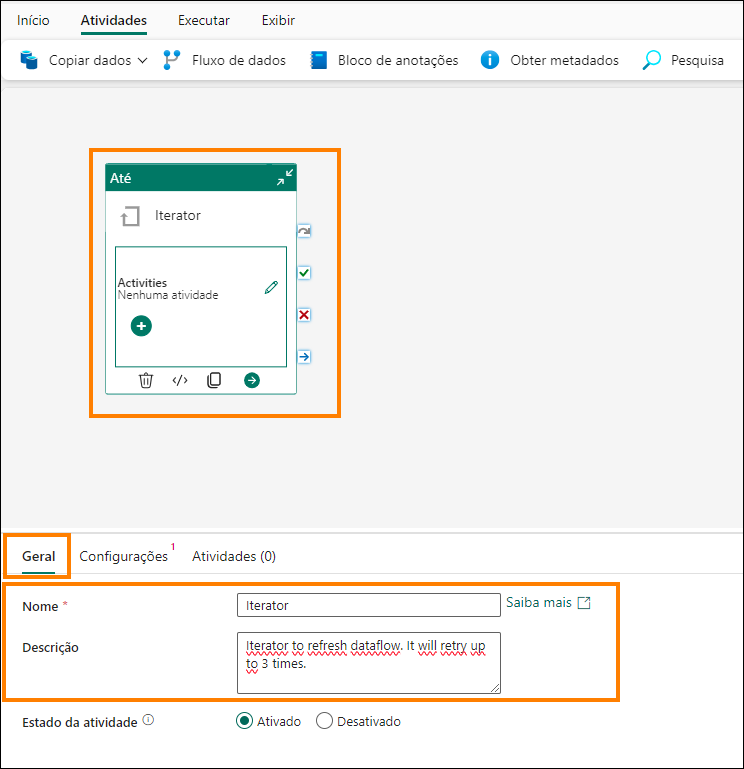 Início Atividades Executar Exibir
Copiar dados Fluxo de dados Bloco de anotações Obter metadados Pesquisa
Até
Iterator
Activities
Nenhuma atividade
Geral Configurações 1 Atividades (0)
Nome * Iterator Saiba mais
Descrição Iterator to refresh dataflow. It will retry up
to 3 times.
Estado da atividade Ativado Desativado